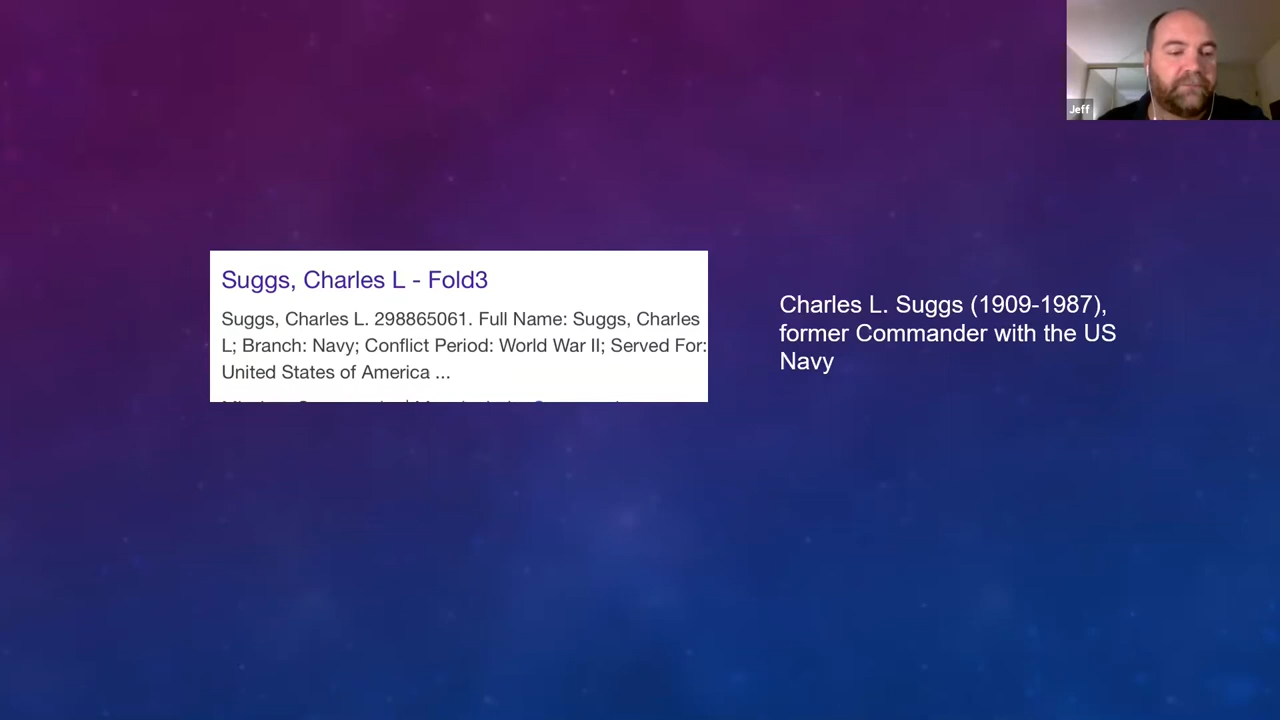 Jeff
Suggs, Charles L - Fold3
Suggs, Charles L. 298865061. Full Name: Suggs, Charles
L; Branch: Navy; Conflict Period: World War II; Served For:
United States of America ...
Charles L. Suggs (1909-1987),
former Commander with the US
Navy